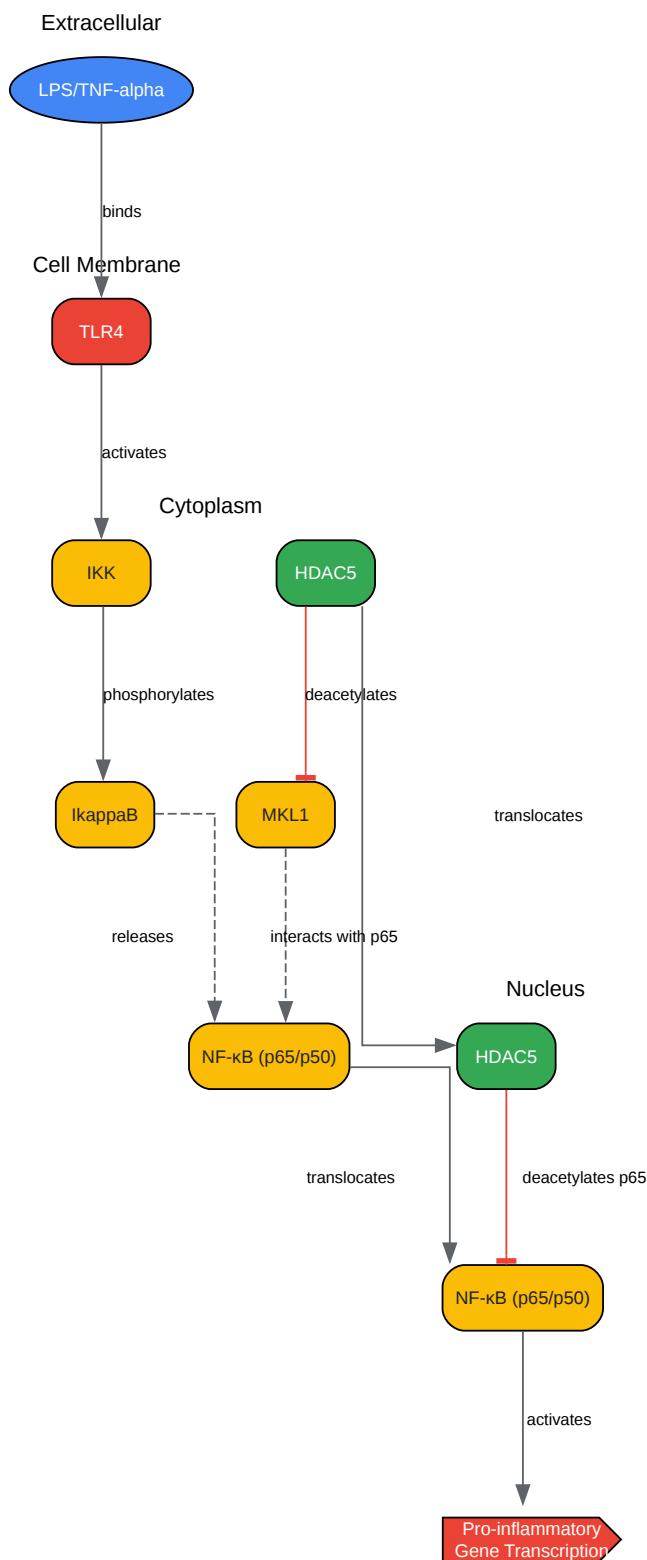 Extracellular
LPS/TNF-alpha
binds
Cell Membrane
TLR4
activates
Cytoplasm
IKK
HDAC5
phosphorylates
deacetylates
IkappaB
MKL1
translocates
releases
interacts with p65
Nucleus
NF-κB (p65/p50)
HDAC5
translocates
deacetylates p65
NF-κB (p65/p50)
activates
Pro-inflammatory
Gene Transcription